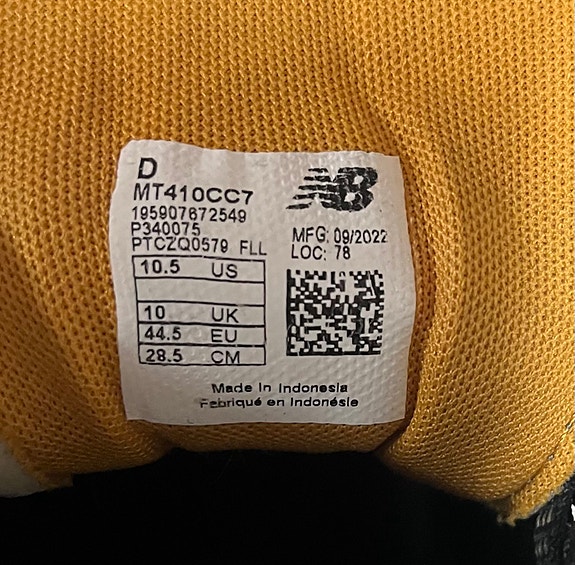 D
MT410CC7
195907672549
P340075
PTCZQ0579 FLL
NB
MFG: 09/2022
LOC: 78
10.5 US
10 UK
44.5 EU
28.5 CM
Made in Indonesia
Fabriqué en Indonésie